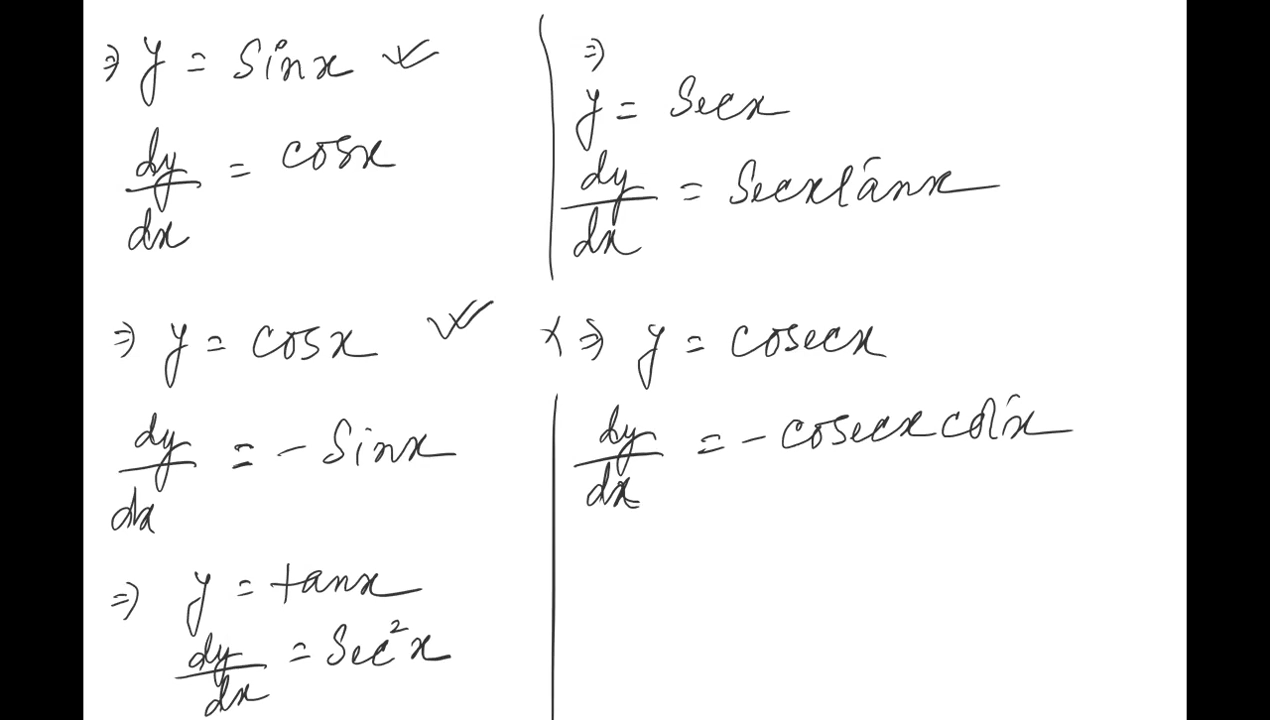 ⇒ y = Sinx
dy/dx = cosx
⇒ y = cosx
dy/dx = - Sinx
⇒ y = tanx
dy/dx = Sec²x
⇒
y = Secx
dy/dx = Secxtanx
⇒ y = cosecx
dy/dx = - cosecxcotx